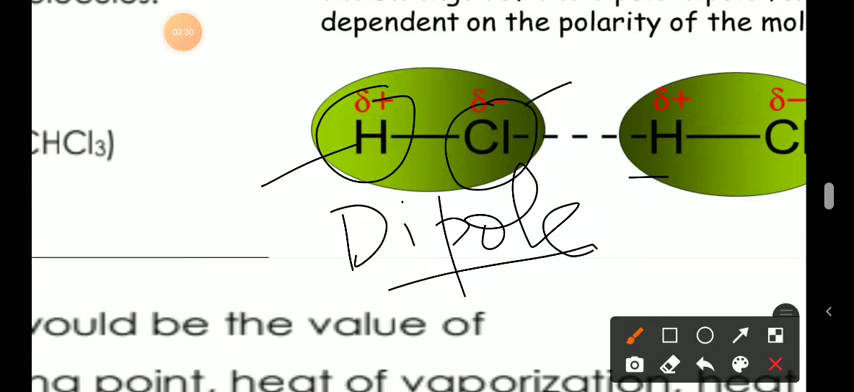 03:30
dependent on the polarity of the mol
δ+ δ– δ+ δ–
CHCl3) H Cl H Cl
Dipole
would be the value of
ng point, heat of vaporization, heat